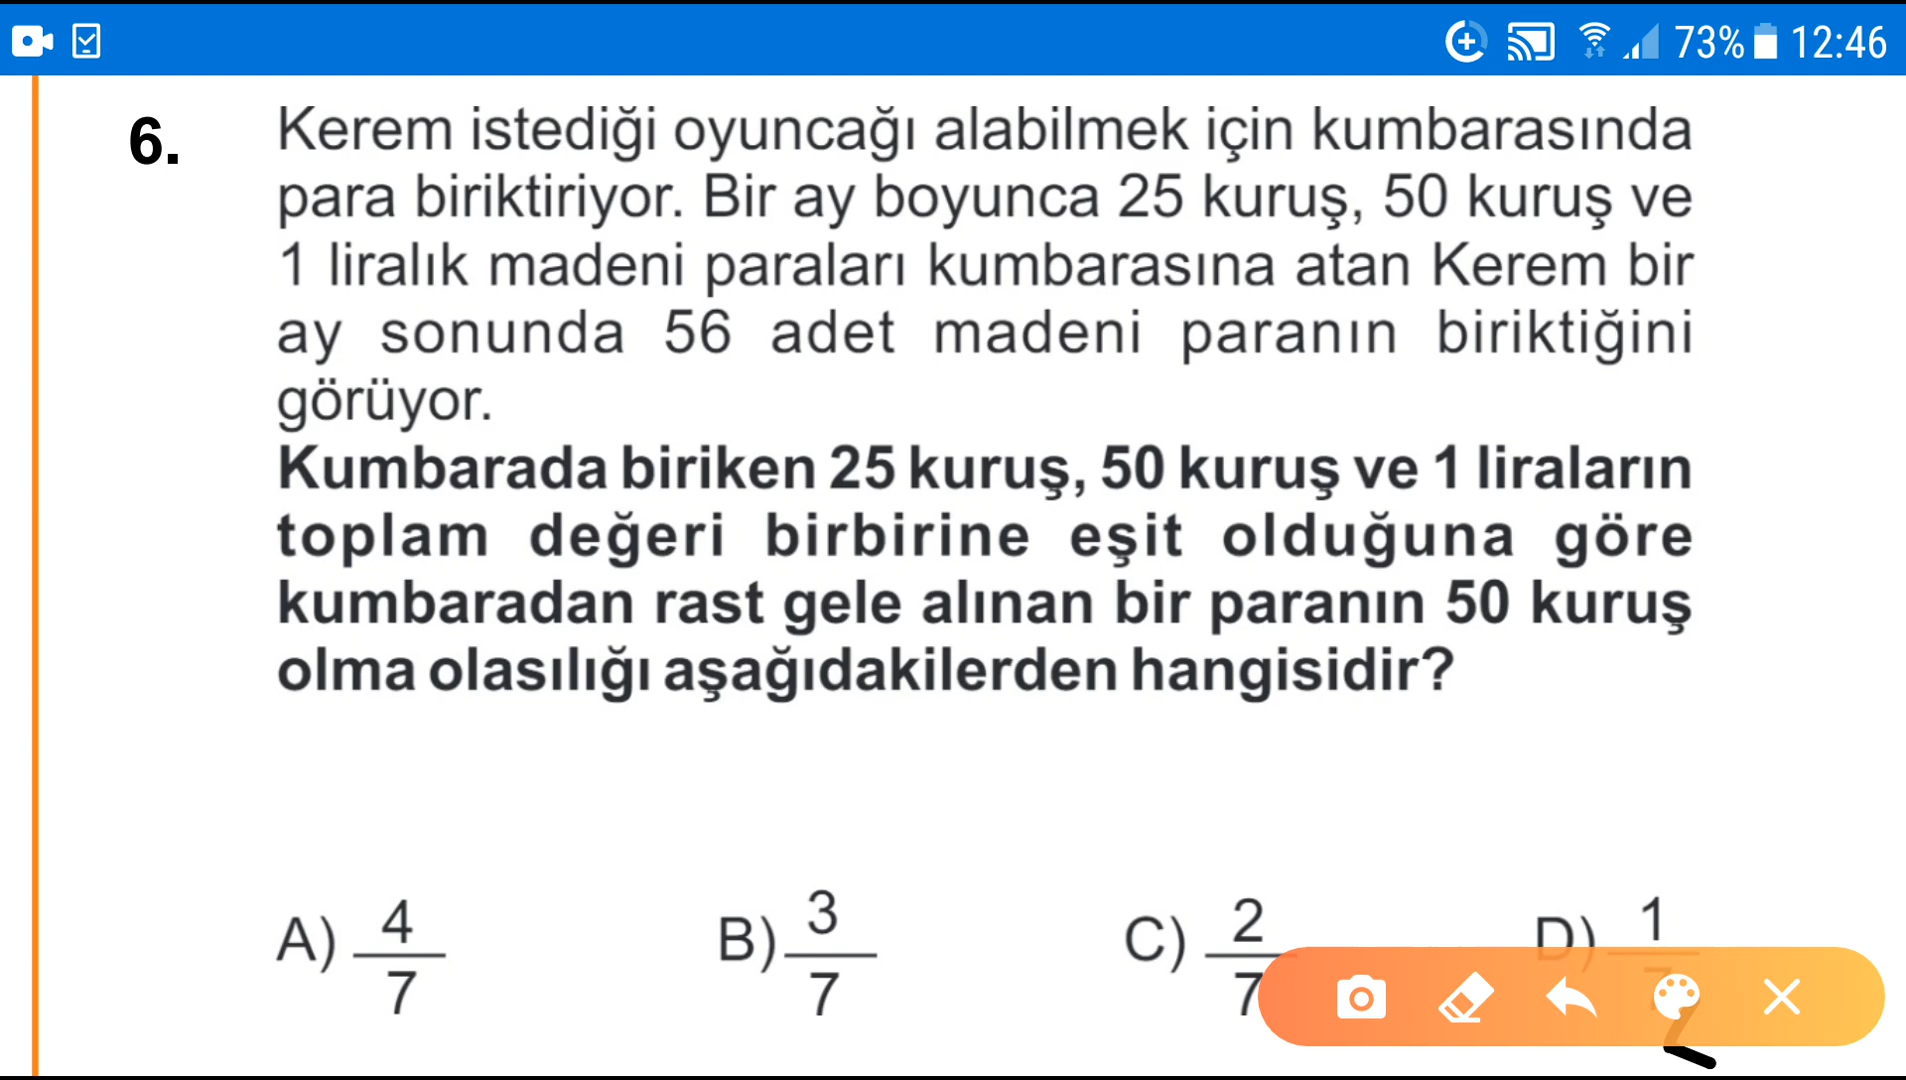 73% 12:46
6. Kerem istediği oyuncağı alabilmek için kumbarasında
para biriktiriyor. Bir ay boyunca 25 kuruş, 50 kuruş ve
1 liralık madeni paraları kumbarasına atan Kerem bir
ay sonunda 56 adet madeni paranın biriktiğini
görüyor.
Kumbarada biriken 25 kuruş, 50 kuruş ve 1 liraların
toplam değeri birbirine eşit olduğuna göre
kumbaradan rast gele alınan bir paranın 50 kuruş
olma olasılığı aşağıdakilerden hangisidir?
A) 4/7 B) 3/7 C) 2/7 D) 1